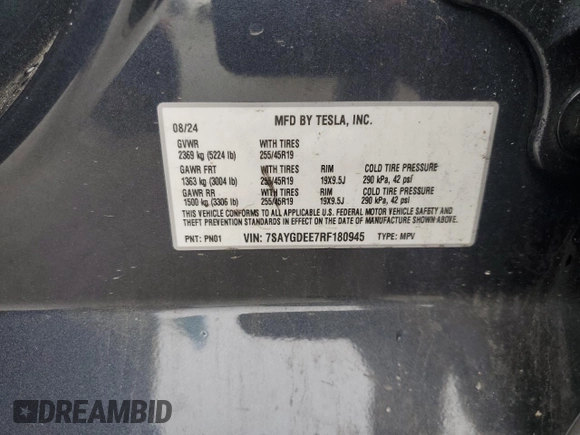 MFD BY TESLA, INC.
08/24
GVWR WITH TIRES
2369 kg (5224 lb) 255/45R19
GAWR FRT WITH TIRES RIM COLD TIRE PRESSURE
1363 kg (3004 lb) 255/45R19 19X9.5J 290 kPa, 42 psi
GAWR RR WITH TIRES RIM COLD TIRE PRESSURE
1500 kg (3306 lb) 255/45R19 19X9.5J 290 kPa, 42 psi
THIS VEHICLE CONFORMS TO ALL APPLICABLE U.S. FEDERAL MOTOR VEHICLE SAFETY AND
THEFT PREVENTION STANDARDS IN EFFECT ON THE DATE OF MANUFACTURE SHOWN ABOVE.
PNT: PN01 VIN: 7SAYGDEE7RF180945 TYPE: MPV
DREAMBID